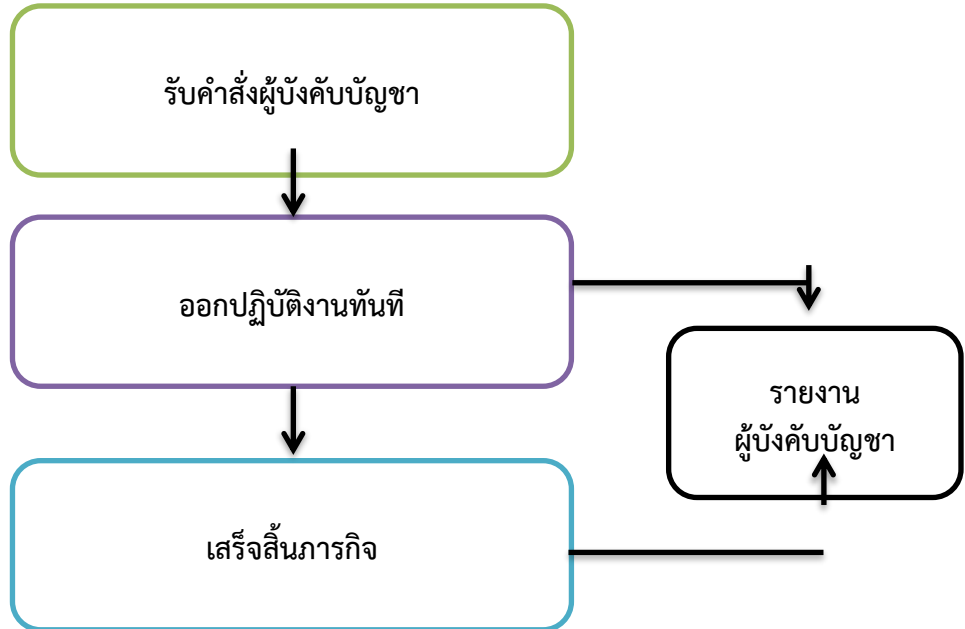 รับคำสั่งผู้บังคับบัญชา
ออกปฏิบัติงานทันที
รายงาน
ผู้บังคับบัญชา
เสร็จสิ้นภารกิจ